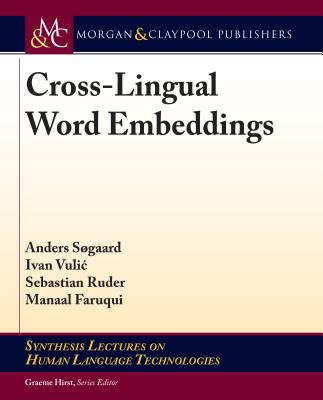 M
&C
MORGAN & CLAYPOOL PUBLISHERS
Cross-Lingual
Word Embeddings
Anders Søgaard
Ivan Vulić
Sebastian Ruder
Manaal Faruqui
SYNTHESIS LECTURES ON
HUMAN LANGUAGE TECHNOLOGIES
Graeme Hirst, Series Editor